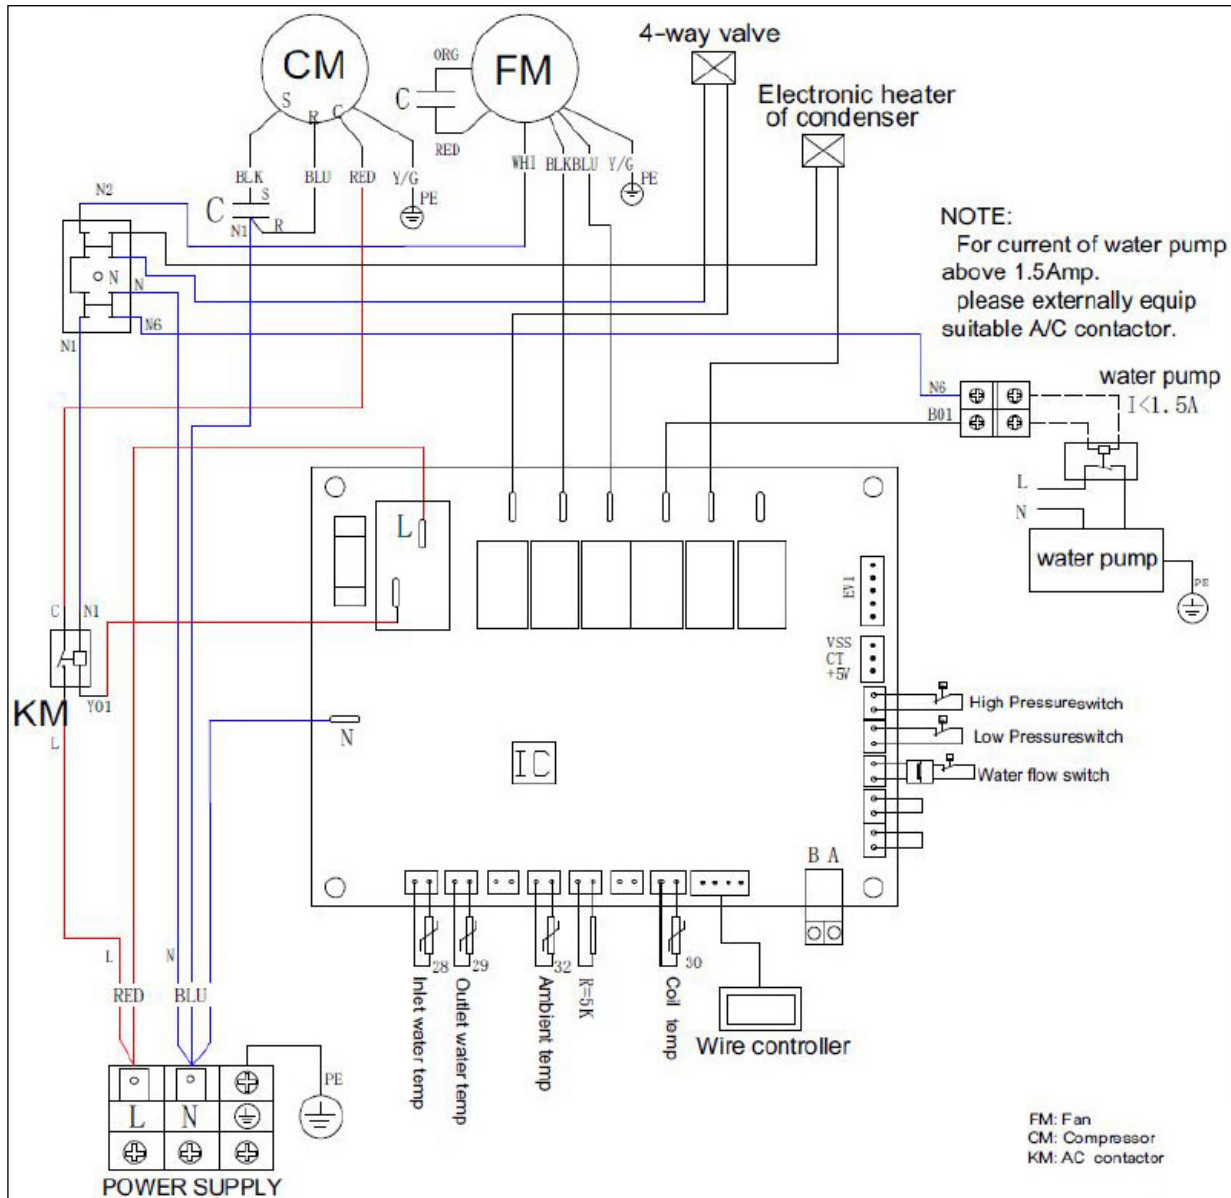 4-way valve
CM
FM
ORG
C
S
R
C
Electronic heater
of condenser
RED
WHI
BLK
BLU
Y/G
PE
BLK
BLU
RED
Y/G
PE
N2
C
S
N1
R
NOTE:
For current of water pump
above 1.5Amp.
please externally equip
suitable A/C contactor.
N
N
N6
N1
water pump
I<1.5A
N6
B01
L
N
water pump
PE
L
EVI
C
N1
VSS
CT
+5V
KM
Y01
High Pressureswitch
L
N
Low Pressureswitch
IC
Water flow switch
B A
L
N
28
29
32
30
Inlet water temp
Outlet water temp
Ambient temp
R=5K
Coil temp
RED
BLU
Wire controller
PE
L
N
POWER SUPPLY
FM: Fan
CM: Compressor
KM: AC contactor